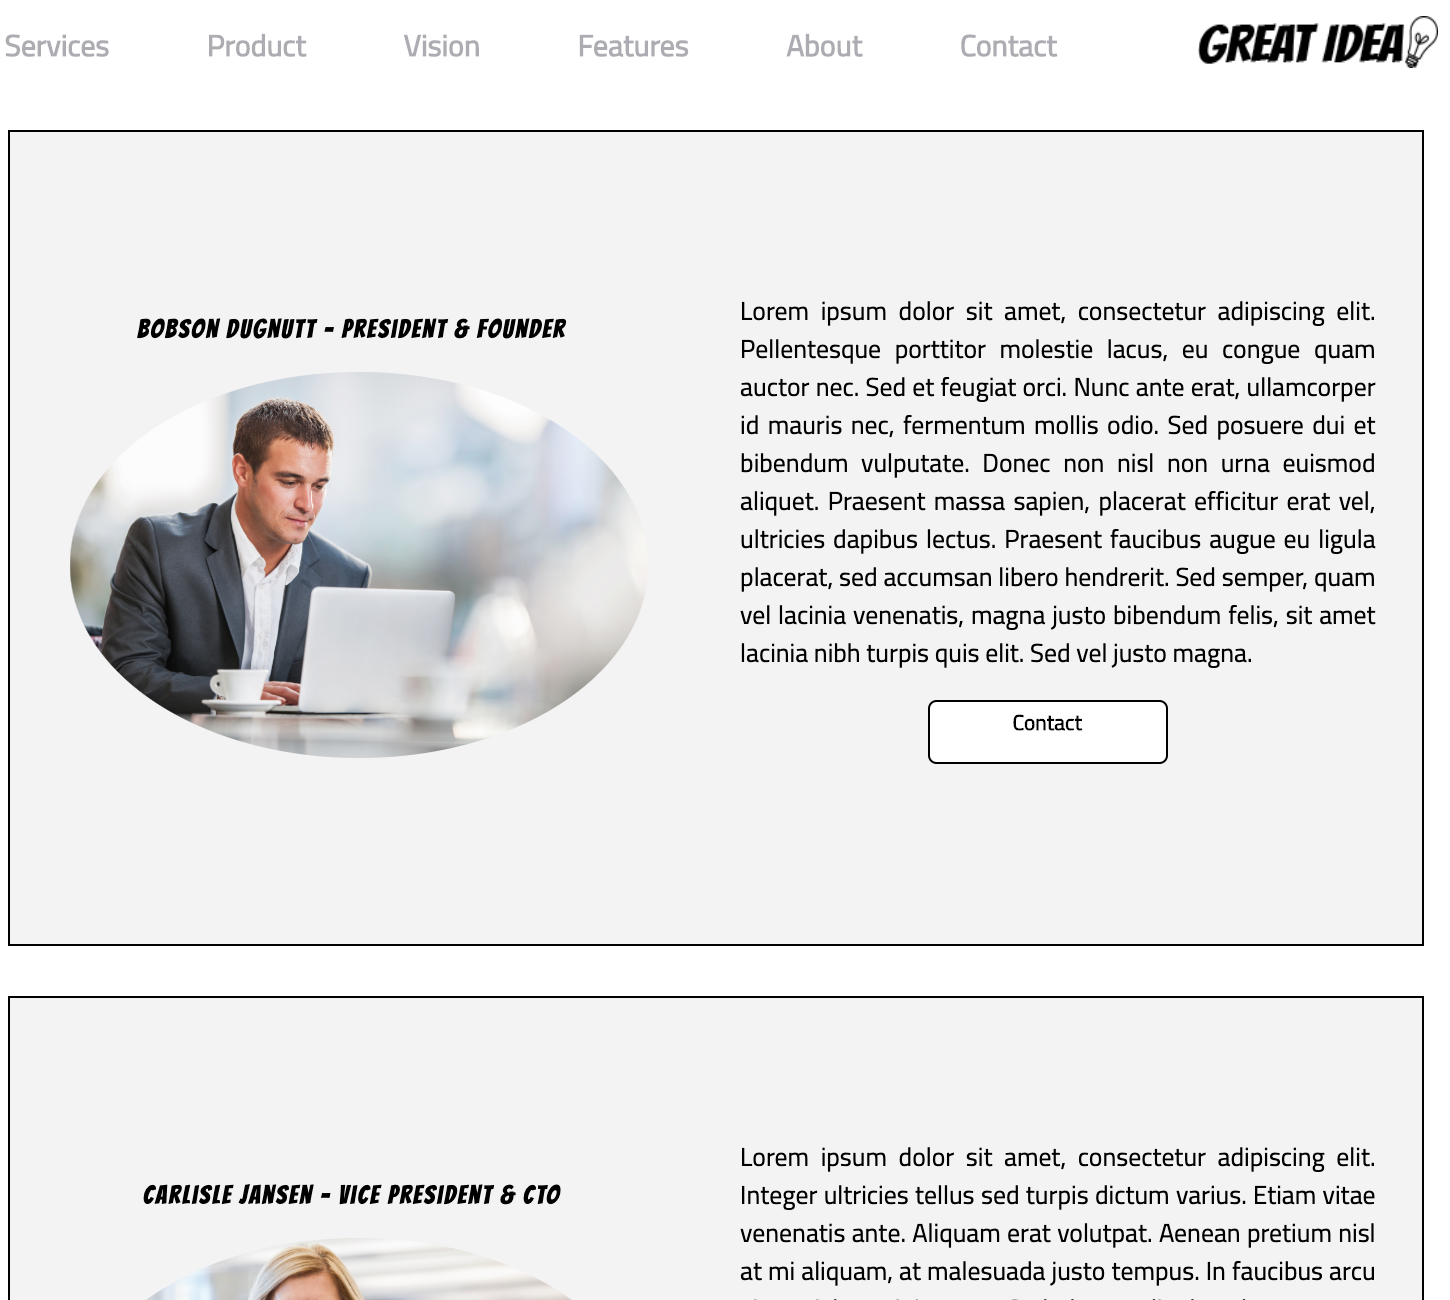 Services Product Vision Features About Contact GREAT IDEA
BOBSON DUGNUTT - PRESIDENT & FOUNDER
Lorem ipsum dolor sit amet, consectetur adipiscing elit.
Pellentesque porttitor molestie lacus, eu congue quam
auctor nec. Sed et feugiat orci. Nunc ante erat, ullamcorper
id mauris nec, fermentum mollis odio. Sed posuere dui et
bibendum vulputate. Donec non nisl non urna euismod
aliquet. Praesent massa sapien, placerat efficitur erat vel,
ultricies dapibus lectus. Praesent faucibus augue eu ligula
placerat, sed accumsan libero hendrerit. Sed semper, quam
vel lacinia venenatis, magna justo bibendum felis, sit amet
lacinia nibh turpis quis elit. Sed vel justo magna.
Contact
CARLISLE JANSEN - VICE PRESIDENT & CTO
Lorem ipsum dolor sit amet, consectetur adipiscing elit.
Integer ultricies tellus sed turpis dictum varius. Etiam vitae
venenatis ante. Aliquam erat volutpat. Aenean pretium nisl
at mi aliquam, at malesuada justo tempus. In faucibus arcu